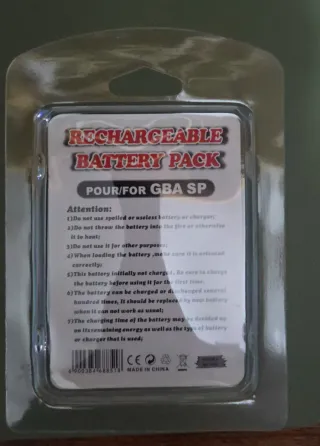 RECHARGEABLE
BATTERY PACK
POUR/FOR GBA SP
Attention:
1)Do not use spoiled or useless battery or charger;
2)Do not throw the battery into the fire or otherwise
it to heat;
3)Do not use it for other purpose;
4)When loading the battery ,be sure it is installed
correctly;
5)This battery initially not charged. Be sure to charge
the battery before using it for the first time;
6)The battery can be charged or discharged several
hundred times, it should be replaced by new battery
when it can not work as usual;
7)The charging time of the battery may be
its remaining energy as well as the type of battery
or charger that is used;
CE
MADE IN CHINA